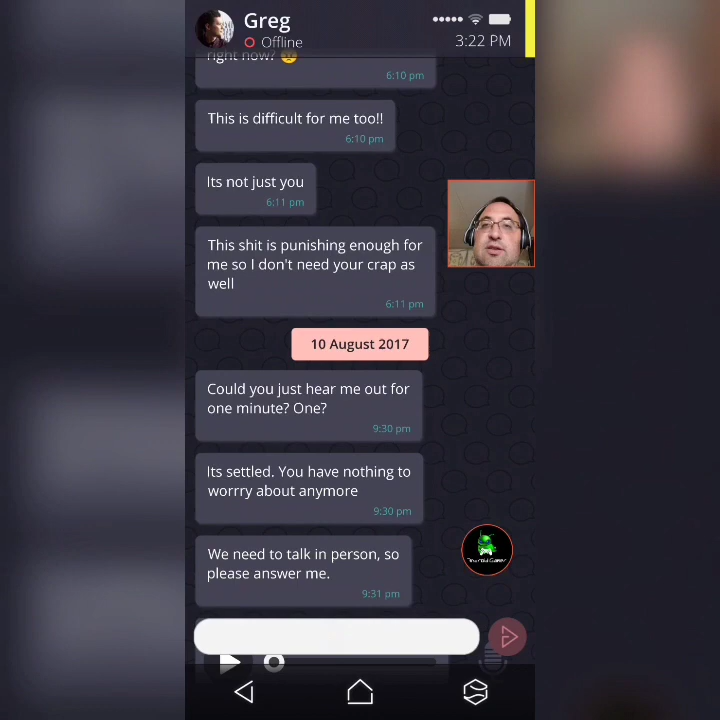 Greg
Offline
3:22 PM
right now?
6:10 pm
This is difficult for me too!!
6:10 pm
Its not just you
6:11 pm
This shit is punishing enough for
me so I don't need your crap as
well
6:11 pm
10 August 2017
Could you just hear me out for
one minute? One?
9:30 pm
Its settled. You have nothing to
worrry about anymore
9:30 pm
We need to talk in person, so
please answer me.
9:31 pm
Android Gamer